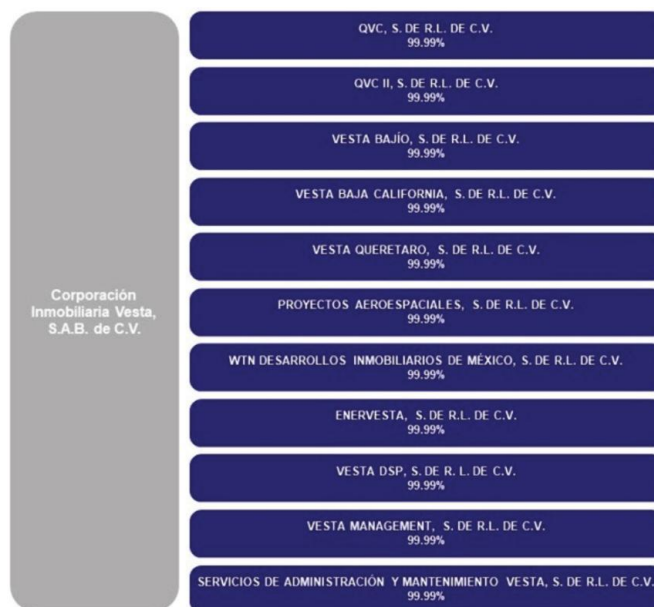 Corporación
Inmobiliaria Vesta,
S.A.B. de C.V.
QVC, S. DE R.L. DE C.V.
99.99%
QVC II, S. DE R.L. DE C.V.
99.99%
VESTA BAJÍO, S. DE R.L. DE C.V.
99.99%
VESTA BAJA CALIFORNIA, S. DE R.L. DE C.V.
99.99%
VESTA QUERETARO, S. DE R.L. DE C.V.
99.99%
PROYECTOS AEROESPACIALES, S. DE R.L. DE C.V.
99.99%
WTN DESARROLLOS INMOBILIARIOS DE MÉXICO, S. DE R.L. DE C.V.
99.99%
ENERVESTA, S. DE R.L. DE C.V.
99.99%
VESTA DSP, S. DE R. L. DE C.V.
99.99%
VESTA MANAGEMENT, S. DE R.L. DE C.V.
99.99%
SERVICIOS DE ADMINISTRACIÓN Y MANTENIMIENTO VESTA, S. DE R.L. DE C.V.
99.99%